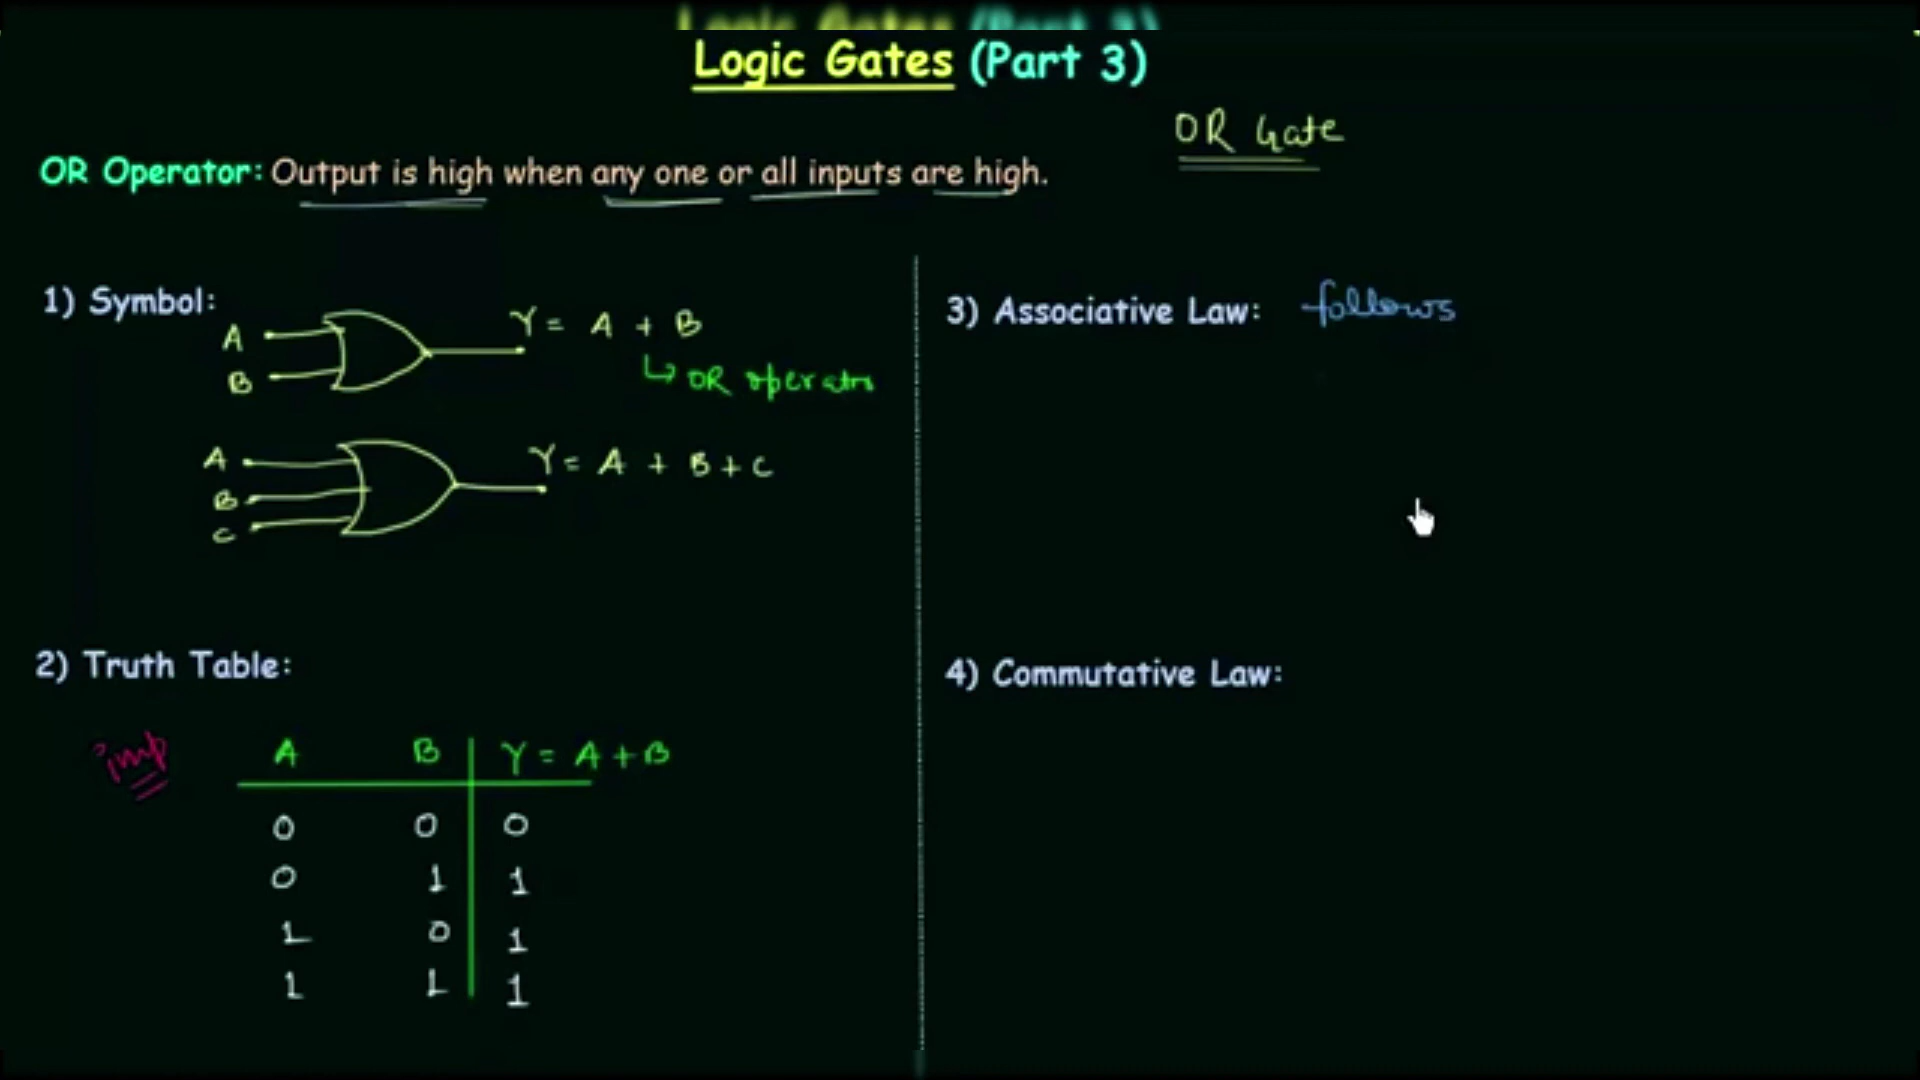 Logic Gates (Part 3)
OR Gate
OR Operator: Output is high when any one or all inputs are high.
1) Symbol:
A
B
Y = A + B
↳ OR operator
A
B
C
Y = A + B + C
2) Truth Table:
imp
A B Y = A + B
0 0 0
0 1 1
1 0 1
1 1 1
3) Associative Law: follows
4) Commutative Law: